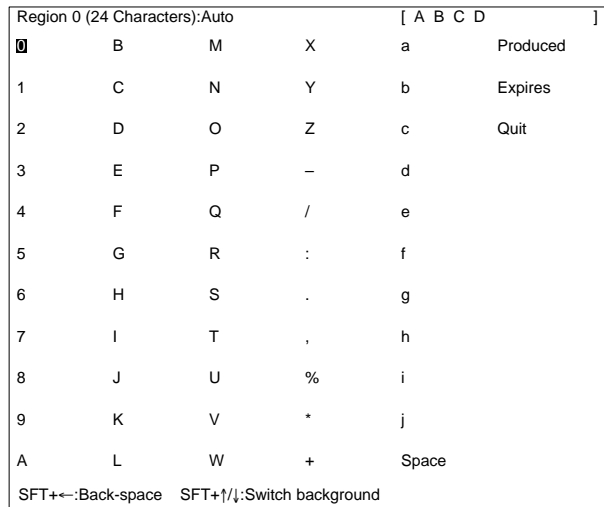 Region 0 (24 Characters):Auto [ A B C D ]
0 B M X a Produced
1 C N Y b Expires
2 D O Z c Quit
3 E P – d
4 F Q / e
5 G R : f
6 H S . g
7 I T , h
8 J U % i
9 K V * j
A L W + Space
SFT+←:Back-space SFT+↑/↓:Switch background